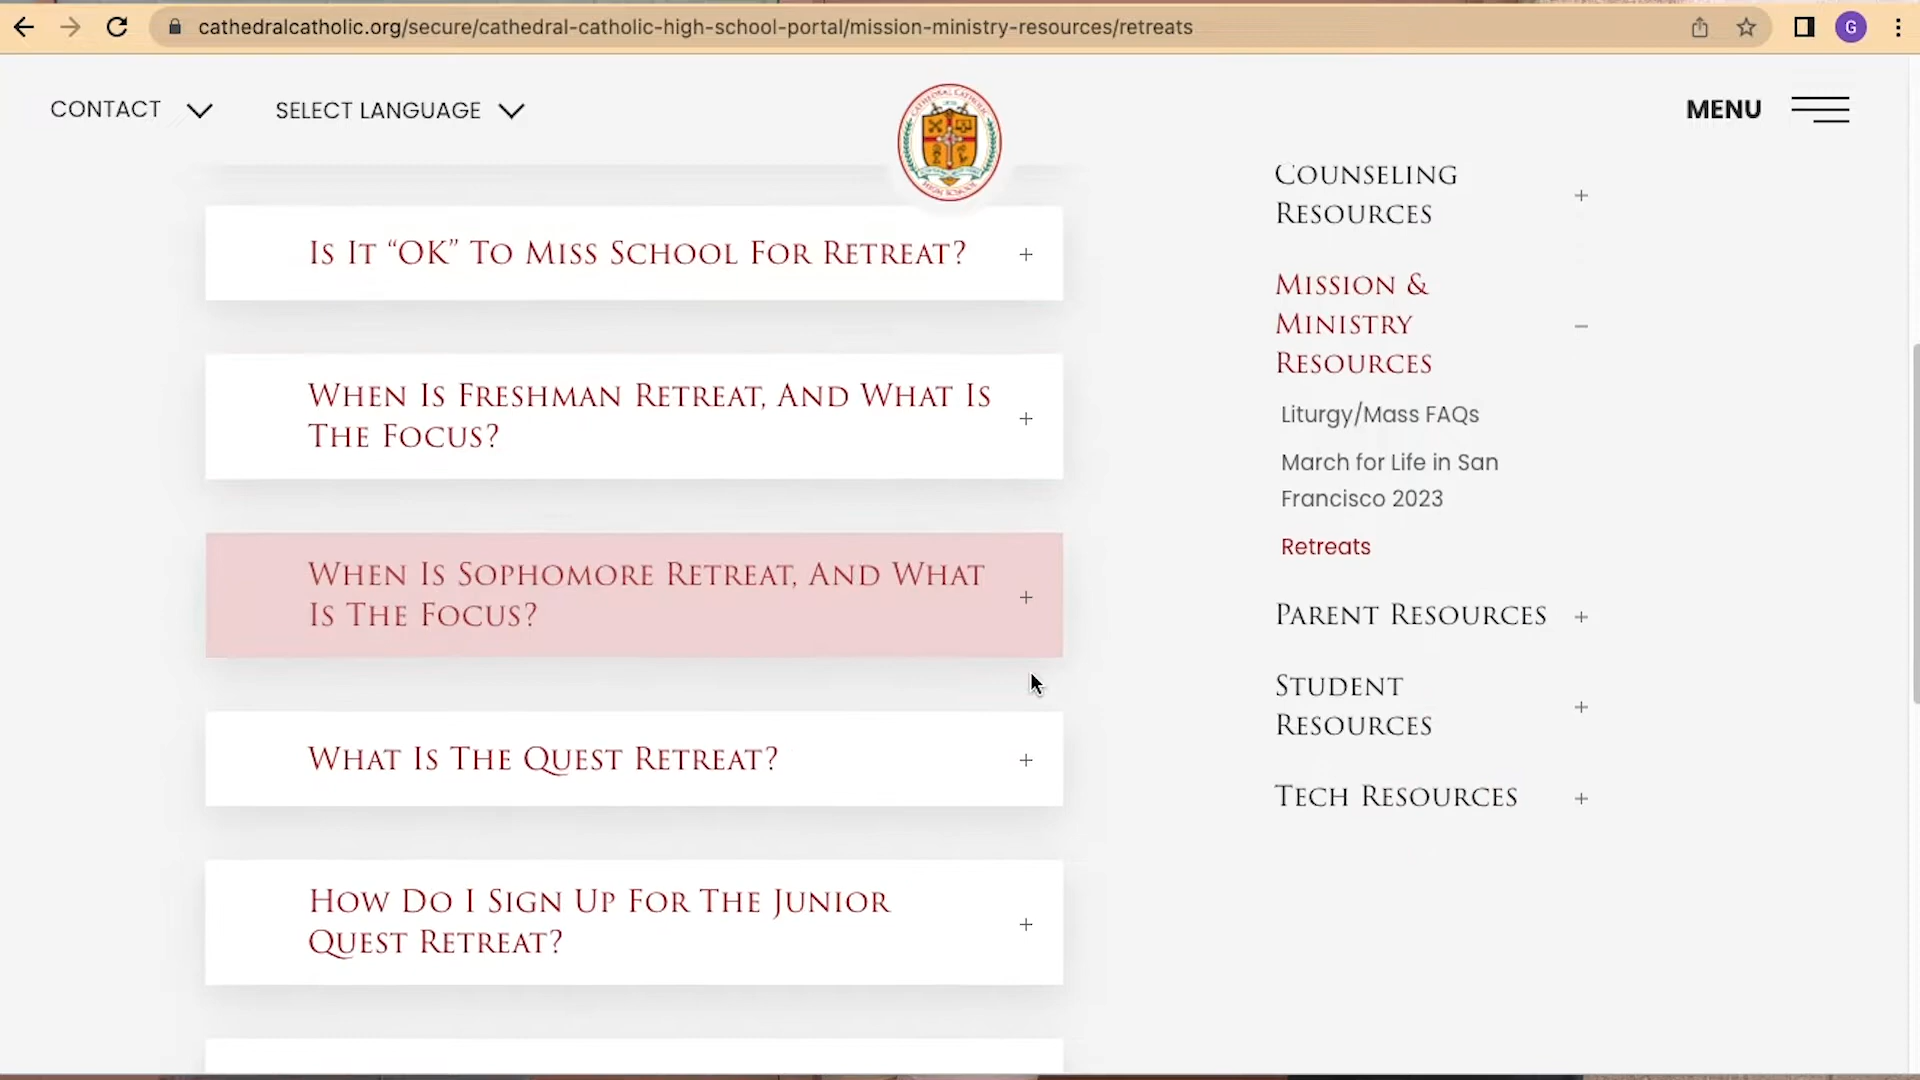 cathedralcatholic.org/secure/cathedral-catholic-high-school-portal/mission-ministry-resources/retreats
G
CONTACT
SELECT LANGUAGE
CATHEDRAL CATHOLIC
HIGH SCHOOL
MENU
IS IT “OK” TO MISS SCHOOL FOR RETREAT?
WHEN IS FRESHMAN RETREAT, AND WHAT IS
THE FOCUS?
WHEN IS SOPHOMORE RETREAT, AND WHAT
IS THE FOCUS?
WHAT IS THE QUEST RETREAT?
HOW DO I SIGN UP FOR THE JUNIOR
QUEST RETREAT?
COUNSELING
RESOURCES
MISSION &
MINISTRY
RESOURCES
Liturgy/Mass FAQs
March for Life in San
Francisco 2023
Retreats
PARENT RESOURCES
STUDENT
RESOURCES
TECH RESOURCES